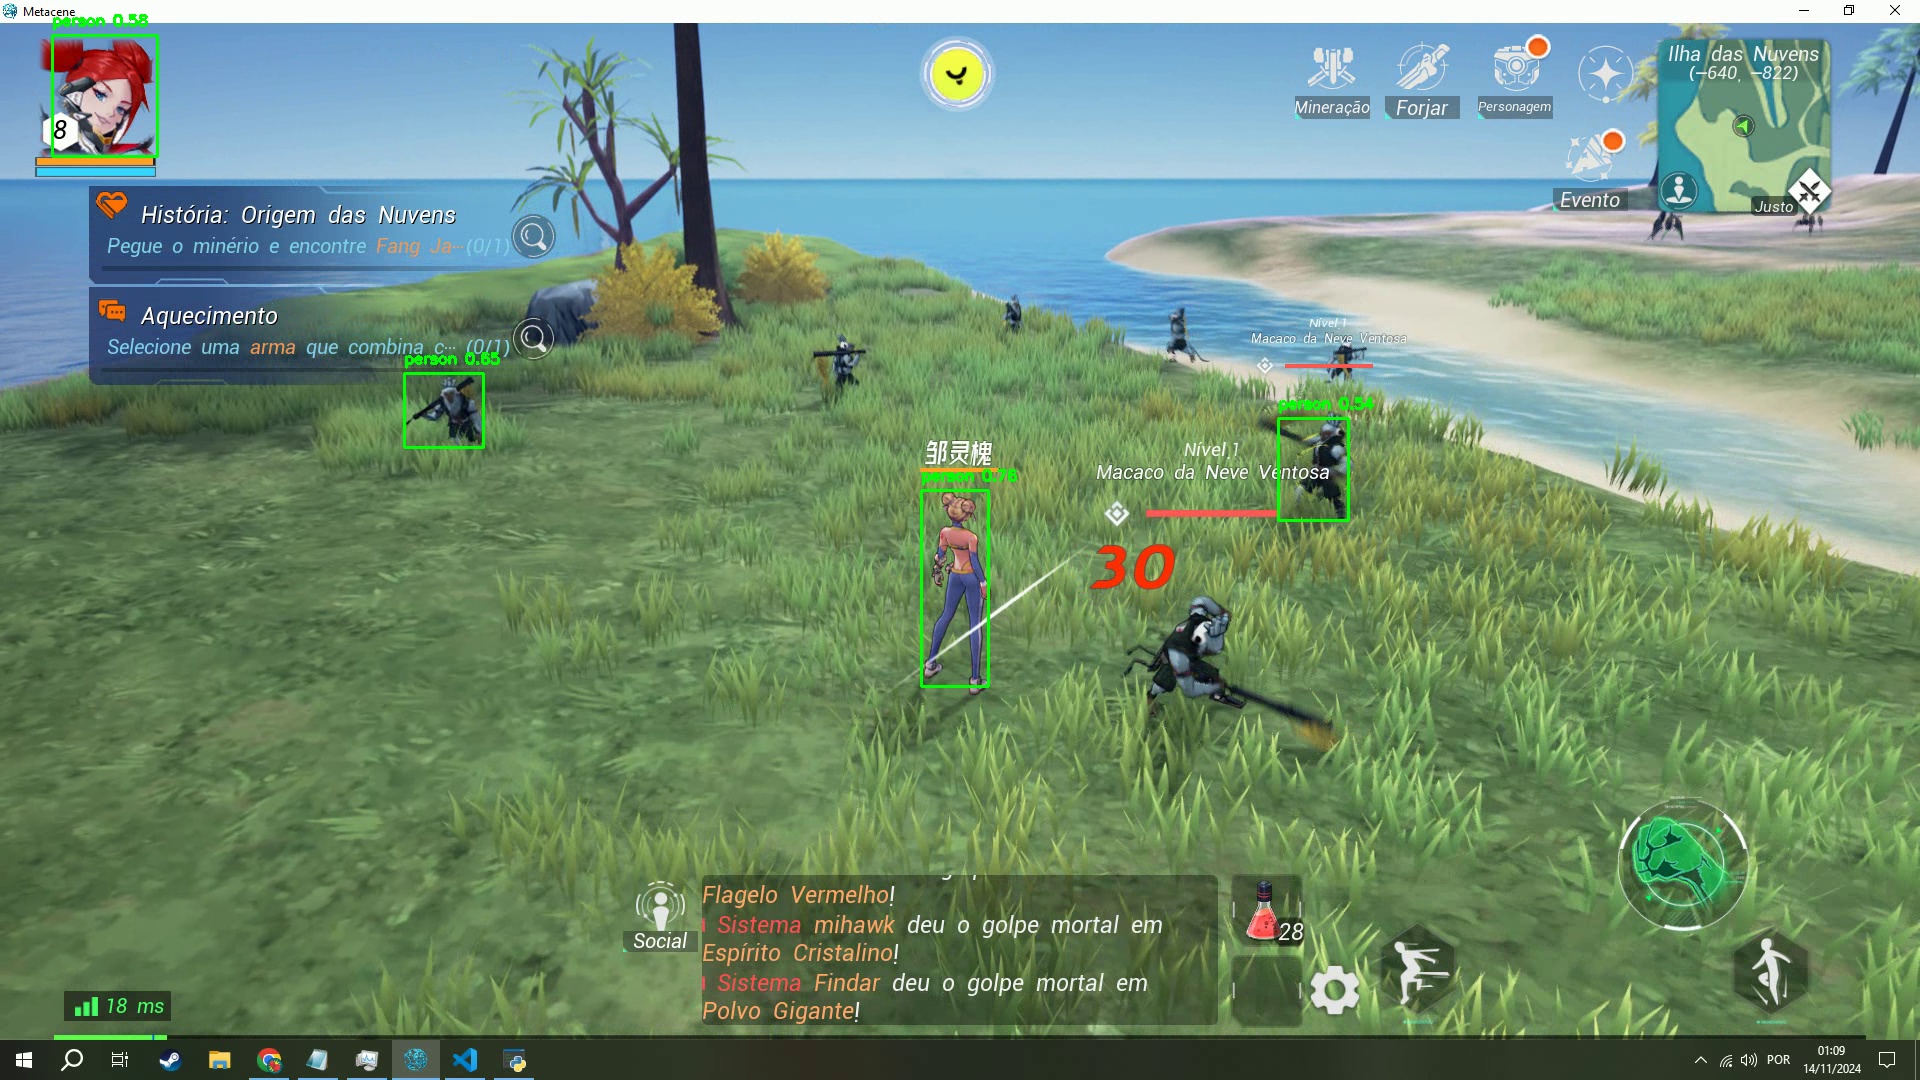 Metacene
person 0.58
8
História: Origem das Nuvens
Pegue o minério e encontre Fang Ja…(0/1)
Aquecimento
Selecione uma arma que combina c…(0/1)
person 0.65
Mineração
Forjar
Personagem
Evento
Ilha das Nuvens
(-640, -822)
Justo
Nível 1
Macaco da Neve Ventosa
person 0.54
邹灵槐
person 0.78
Nível 1
Macaco da Neve Ventosa
30
Social
Flagelo Vermelho!
Sistema mihawk deu o golpe mortal em
Espírito Cristalino!
Sistema Findar deu o golpe mortal em
Polvo Gigante!
28
18 ms
POR
01:09
14/11/2024